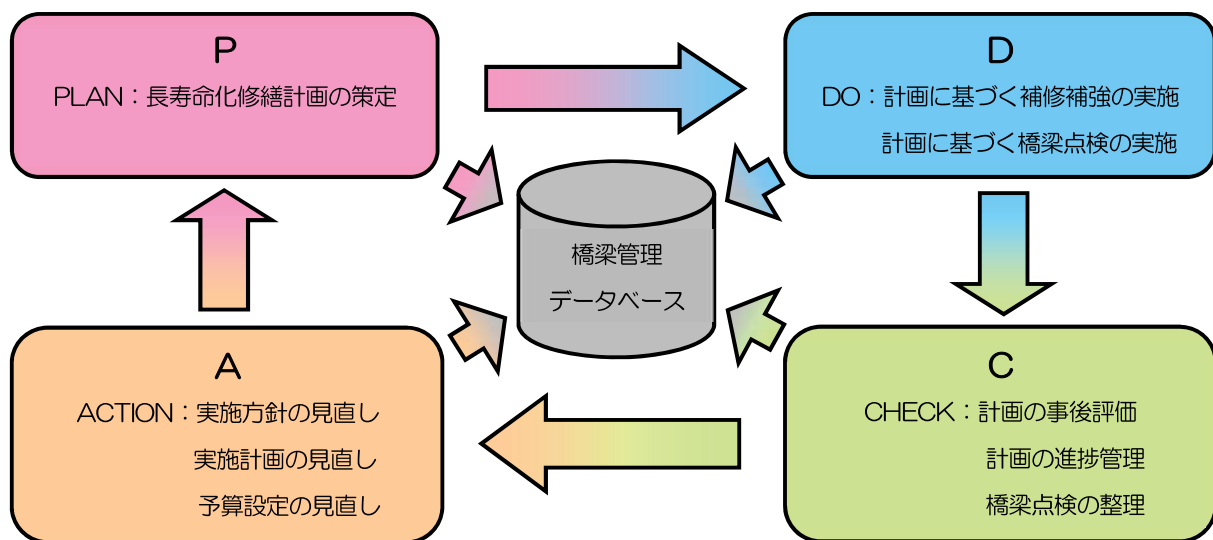 P
PLAN：長寿命化修繕計画の策定
D
DO：計画に基づく補修補強の実施
計画に基づく橋梁点検の実施
橋梁管理
データベース
A
ACTION：実施方針の見直し
実施計画の見直し
予算設定の見直し
C
CHECK：計画の事後評価
計画の進捗管理
橋梁点検の整理